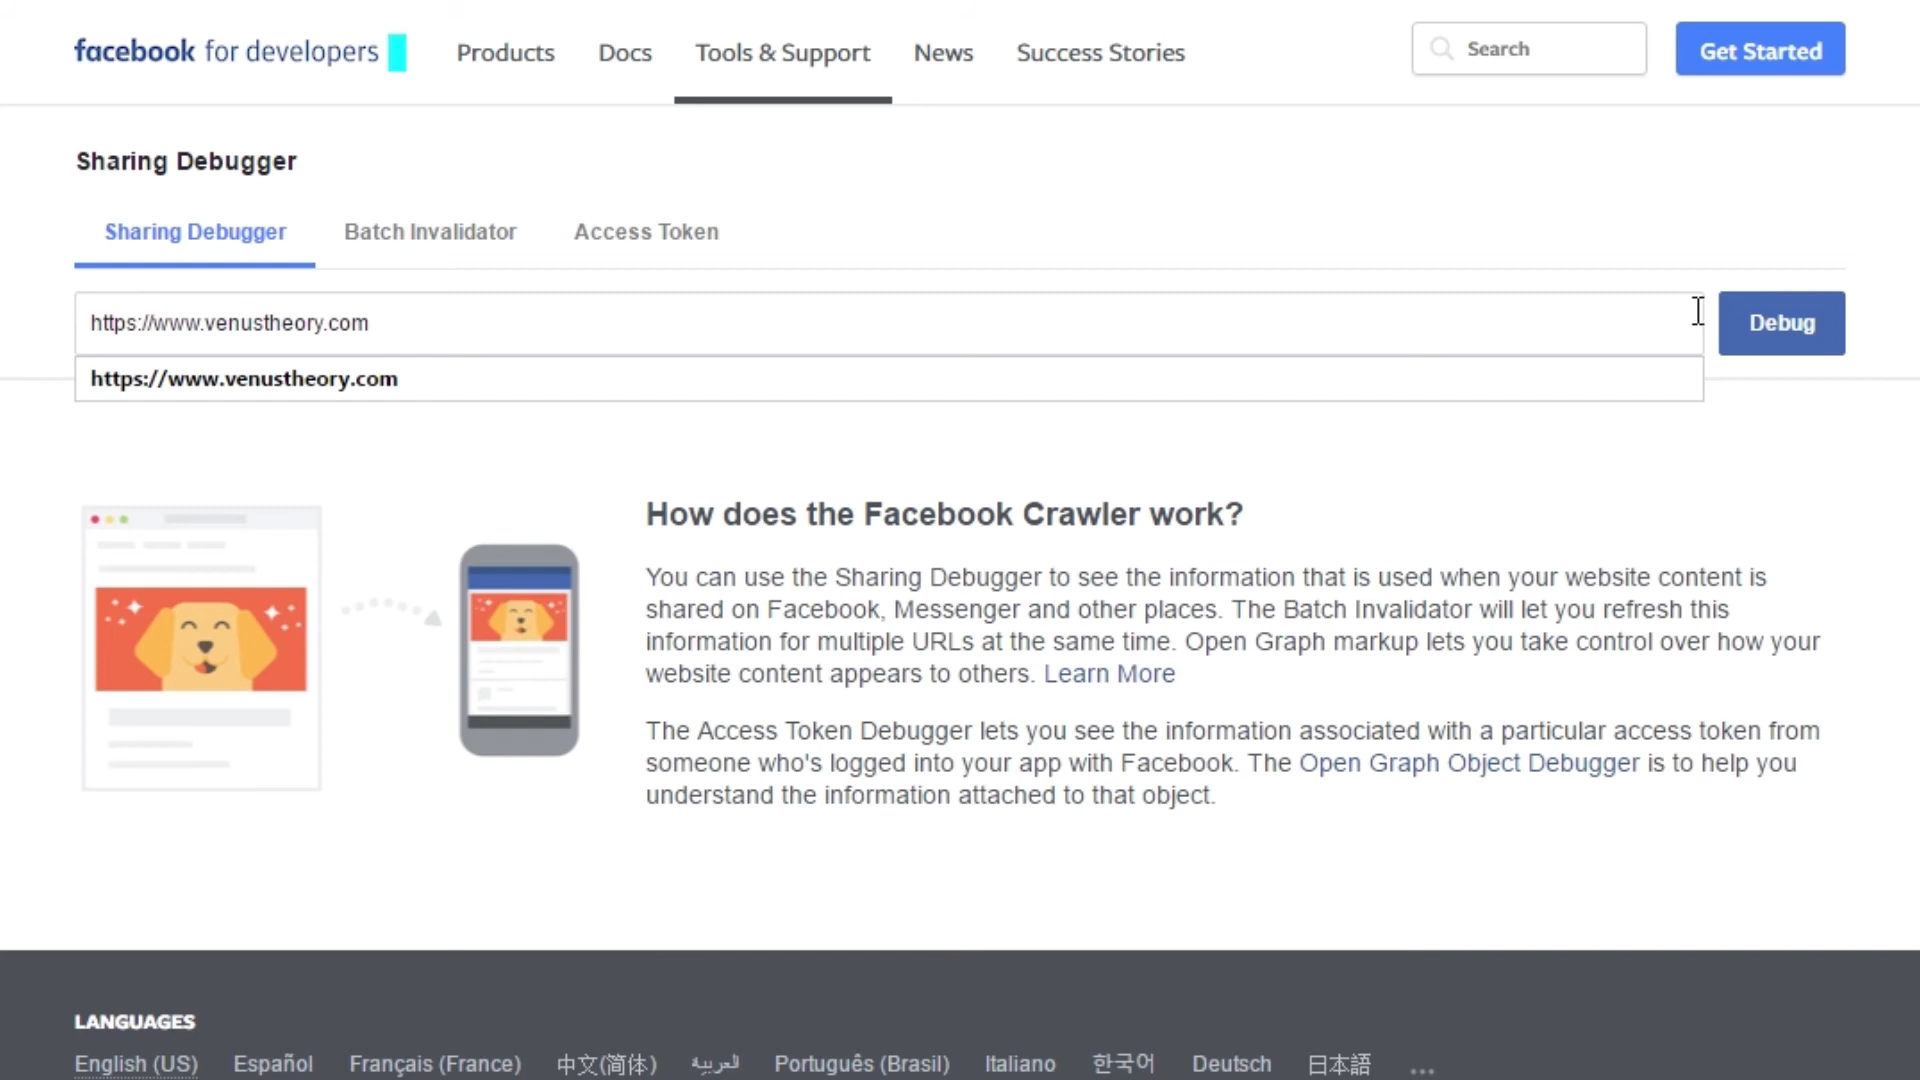 facebook for developers Products Docs Tools & Support News Success Stories Search Get Started
Sharing Debugger
Sharing Debugger Batch Invalidator Access Token
https://www.venustheory.com Debug
https://www.venustheory.com
How does the Facebook Crawler work?
You can use the Sharing Debugger to see the information that is used when your website content is
shared on Facebook, Messenger and other places. The Batch Invalidator will let you refresh this
information for multiple URLs at the same time. Open Graph markup lets you take control over how your
website content appears to others. Learn More
The Access Token Debugger lets you see the information associated with a particular access token from
someone who's logged into your app with Facebook. The Open Graph Object Debugger is to help you
understand the information attached to that object.
LANGUAGES
English (US) Español Français (France) 中文(简体) العربية Português (Brasil) Italiano 한국어 Deutsch 日本語 ...